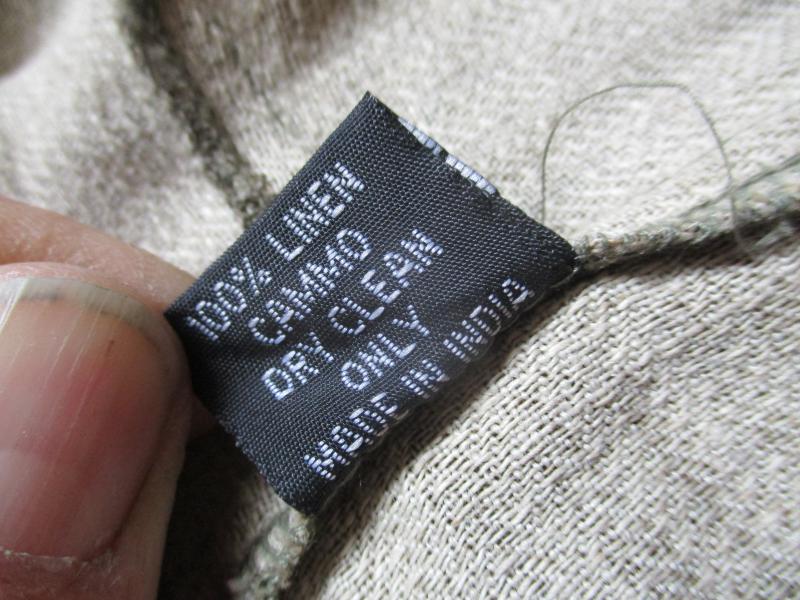 100% LINEN
CAMMO
DRY CLEAN
ONLY
MADE IN INDIA